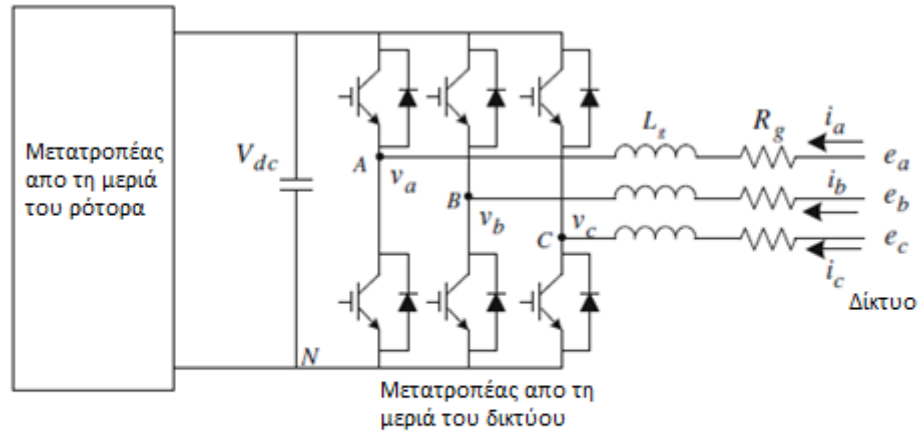 Μετατροπέας
απο τη μεριά
του ρότορα
V_dc
N
A
v_a
B
v_b
C
v_c
L_g
R_g
i_a
e_a
i_b
e_b
i_c
e_c
Δίκτυο
Μετατροπέας απο τη
μεριά του δικτύου